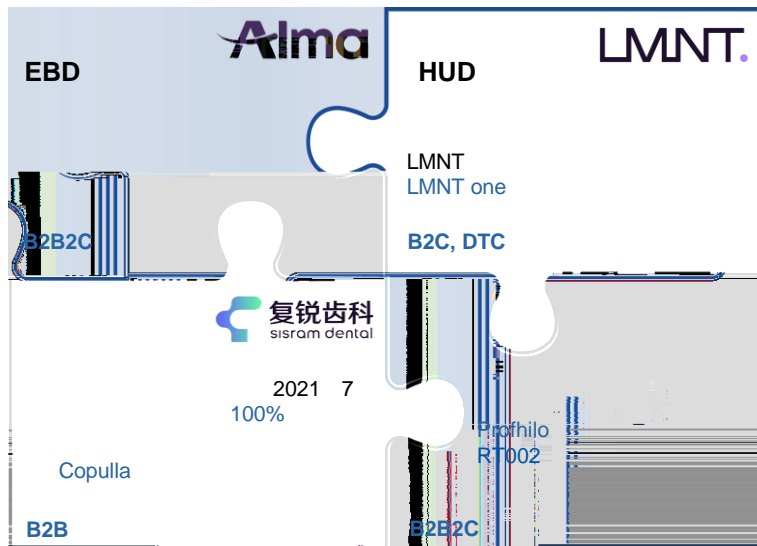 EBD
Alma
HUD
LMNT.
LMNT
LMNT one
B2B2C
B2C, DTC
复锐齿科
sisram dental
2021 7
100%
Copulla
B2B
Profhilo
RT002
B2B2C